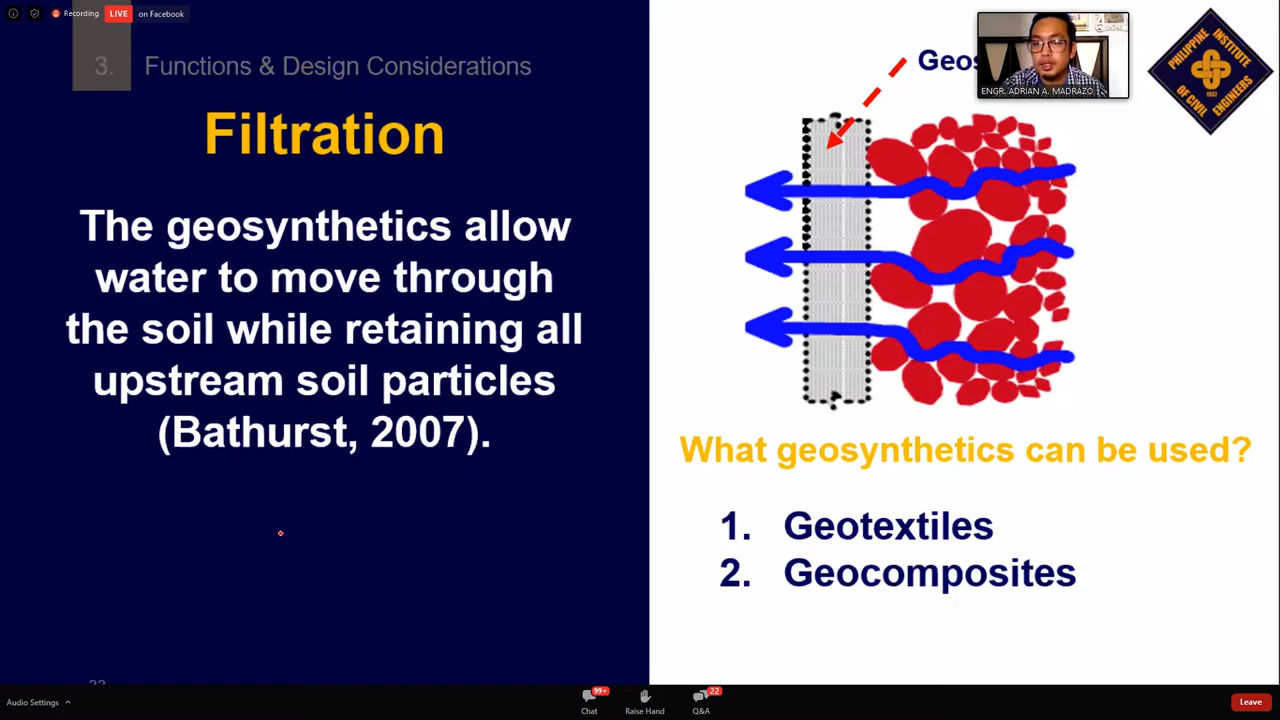 Recording
LIVE
on Facebook
3.
Functions & Design Considerations
Filtration
The geosynthetics allow
water to move through
the soil while retaining all
upstream soil particles
(Bathurst, 2007).
Geos
ENGR. ADRIAN A. MADRAZO
PHILIPPINE
INSTITUTE
OF CIVIL
ENGINEERS
1932
What geosynthetics can be used?
1. Geotextiles
2. Geocomposites
Audio Settings
99+
Chat
Raise Hand
22
Q&A
Leave